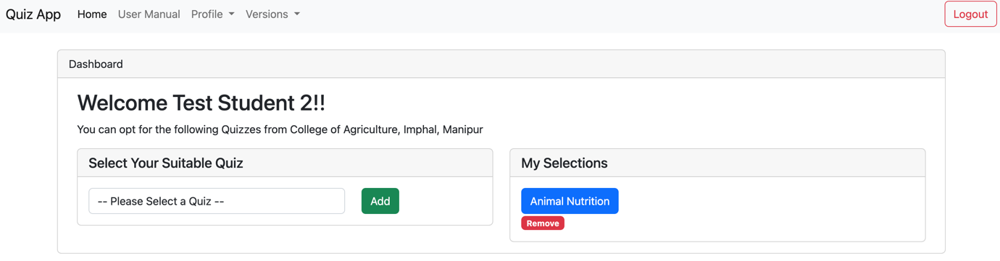 Quiz App Home User Manual Profile Versions Logout
Dashboard
Welcome Test Student 2!!
You can opt for the following Quizzes from College of Agriculture, Imphal, Manipur
Select Your Suitable Quiz
-- Please Select a Quiz -- Add
My Selections
Animal Nutrition
Remove